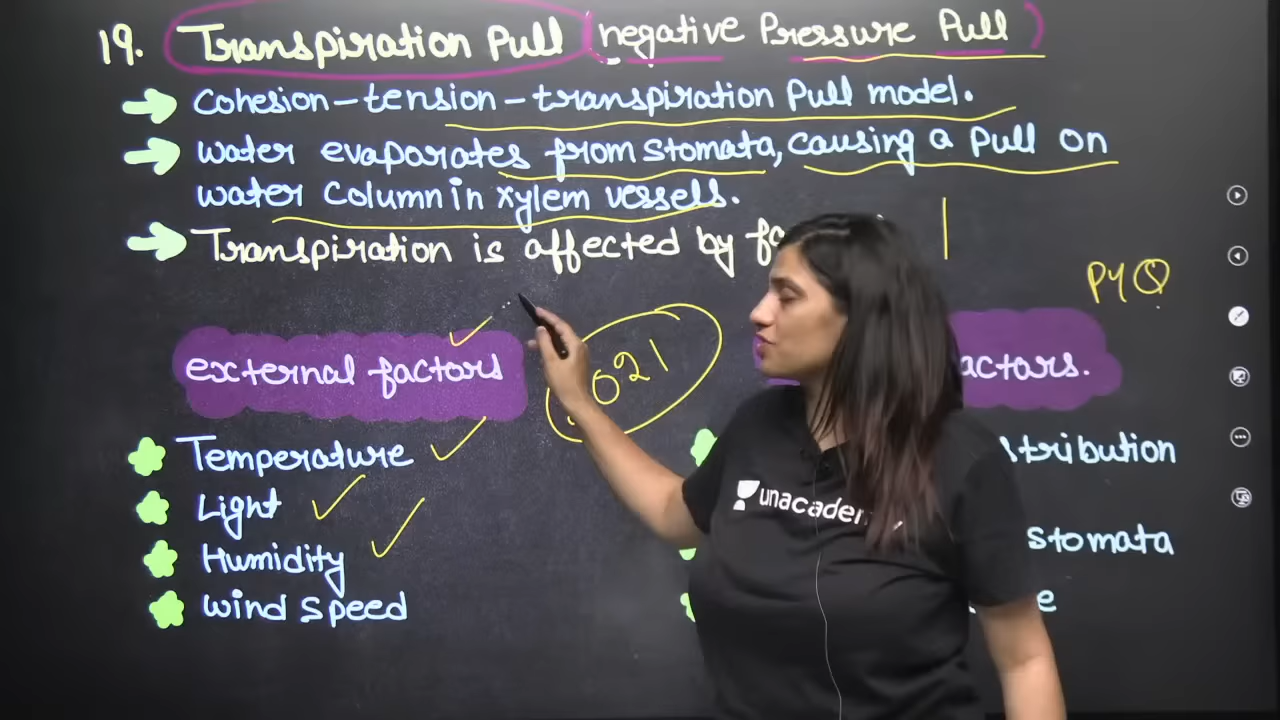 19. Transpiration Pull (negative Pressure Pull)
Cohesion-tension-transpiration Pull model.
water evaporates from stomata, causing a Pull on
water column in xylem vessels.
Transpiration is affected by
PYQ
external factors
021
actors.
Temperature
tribution
Light
Humidity
stomata
wind speed
unacadem